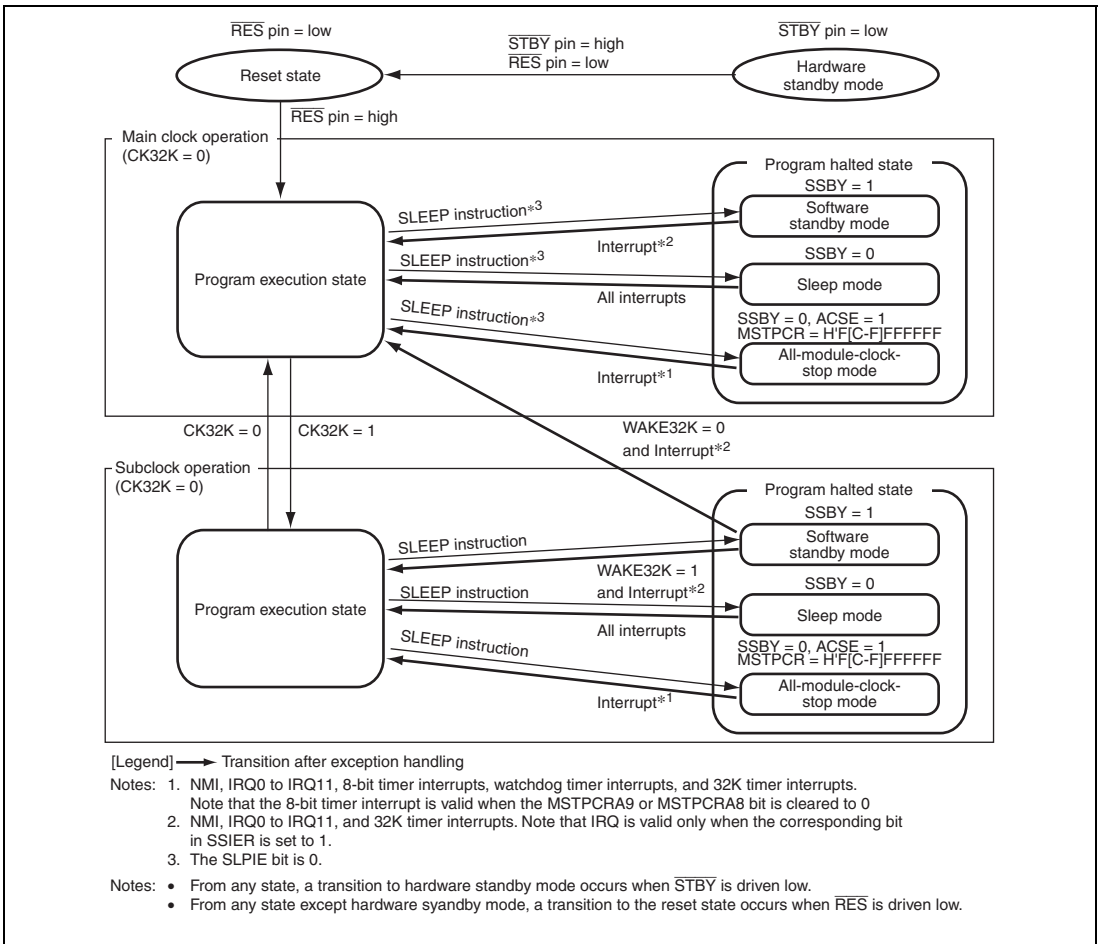 RES pin = low
STBY pin = high
RES pin = low
STBY pin = low
Reset state
Hardware
standby mode
RES pin = high
Main clock operation
(CK32K = 0)
Program halted state
SSBY = 1
SLEEP instruction*3
Software
standby mode
Interrupt*2
SSBY = 0
SLEEP instruction*3
Program execution state
Sleep mode
All interrupts
SLEEP instruction*3
SSBY = 0, ACSE = 1
MSTPCR = H'F[C-F]FFFFFF
All-module-clock-
stop mode
Interrupt*1
CK32K = 0
CK32K = 1
WAKE32K = 0
and Interrupt*2
Subclock operation
(CK32K = 0)
Program halted state
SSBY = 1
SLEEP instruction
Software
standby mode
WAKE32K = 1
and Interrupt*2
SSBY = 0
SLEEP instruction
Program execution state
Sleep mode
All interrupts
SLEEP instruction
SSBY = 0, ACSE = 1
MSTPCR = H'F[C-F]FFFFFF
All-module-clock-
stop mode
Interrupt*1
[Legend] Transition after exception handling
Notes: 1. NMI, IRQ0 to IRQ11, 8-bit timer interrupts, watchdog timer interrupts, and 32K timer interrupts.
Note that the 8-bit timer interrupt is valid when the MSTPCRA9 or MSTPCRA8 bit is cleared to 0
2. NMI, IRQ0 to IRQ11, and 32K timer interrupts. Note that IRQ is valid only when the corresponding bit
in SSIER is set to 1.
3. The SLPIE bit is 0.
Notes: • From any state, a transition to hardware standby mode occurs when STBY is driven low.
• From any state except hardware syandby mode, a transition to the reset state occurs when RES is driven low.